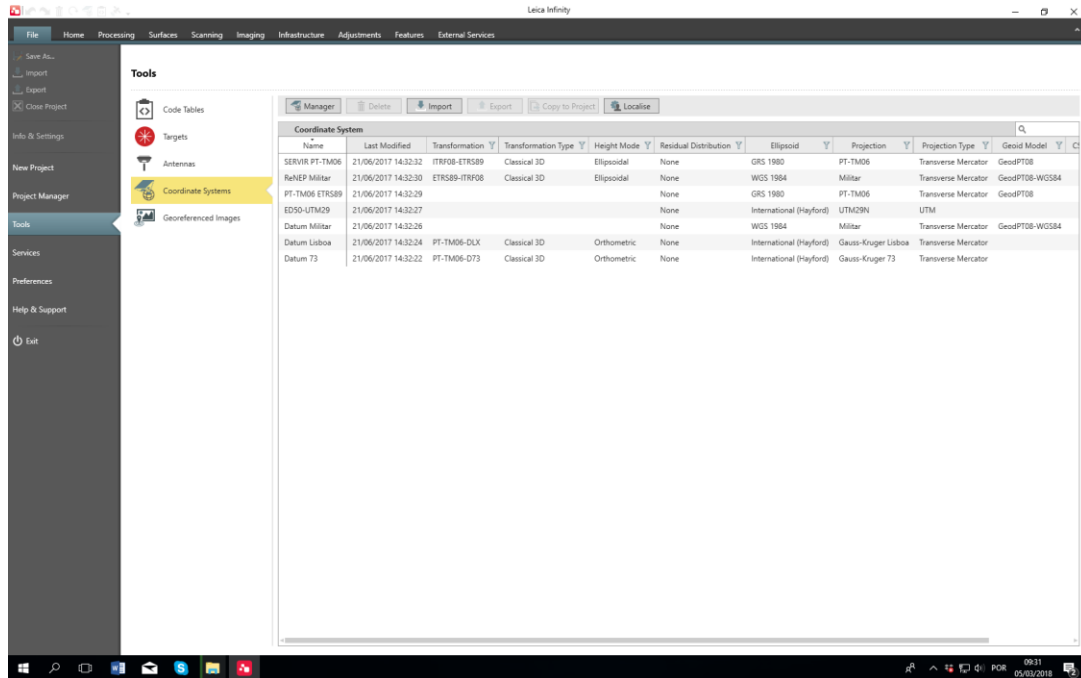 Leica Infinity
File Home Processing Surfaces Scanning Imaging Infrastructure Adjustments Features External Services
Save As...
Import
Export
Close Project
Info & Settings
New Project
Project Manager
Tools
Services
Preferences
Help & Support
Exit
Tools
Code Tables
Targets
Antennas
Coordinate Systems
Georeferenced Images
Manager Delete Import Export Copy to Project Localise
Coordinate System
Name Last Modified Transformation Transformation Type Height Mode Residual Distribution Ellipsoid Projection Projection Type Geoid Model
SERVIR PT-TM06 21/06/2017 14:32:32 ITRF08-ETRS89 Classical 3D Ellipsoidal None GRS 1980 PT-TM06 Transverse Mercator GeodPT08
ReNEP Militar 21/06/2017 14:32:30 ETRS89-ITRF08 Classical 3D Ellipsoidal None WGS 1984 Militar Transverse Mercator GeodPT08-WGS84
PT-TM06 ETRS89 21/06/2017 14:32:29 None GRS 1980 PT-TM06 Transverse Mercator GeodPT08
ED50-UTM29 21/06/2017 14:32:27 None International (Hayford) UTM29N UTM
Datum Militar 21/06/2017 14:32:26 None WGS 1984 Militar Transverse Mercator GeodPT08-WGS84
Datum Lisboa 21/06/2017 14:32:24 PT-TM06-DLX Classical 3D Orthometric None International (Hayford) Gauss-Kruger Lisboa Transverse Mercator
Datum 73 21/06/2017 14:32:22 PT-TM06-D73 Classical 3D Orthometric None International (Hayford) Gauss-Kruger 73 Transverse Mercator
POR
09:31
05/03/2018